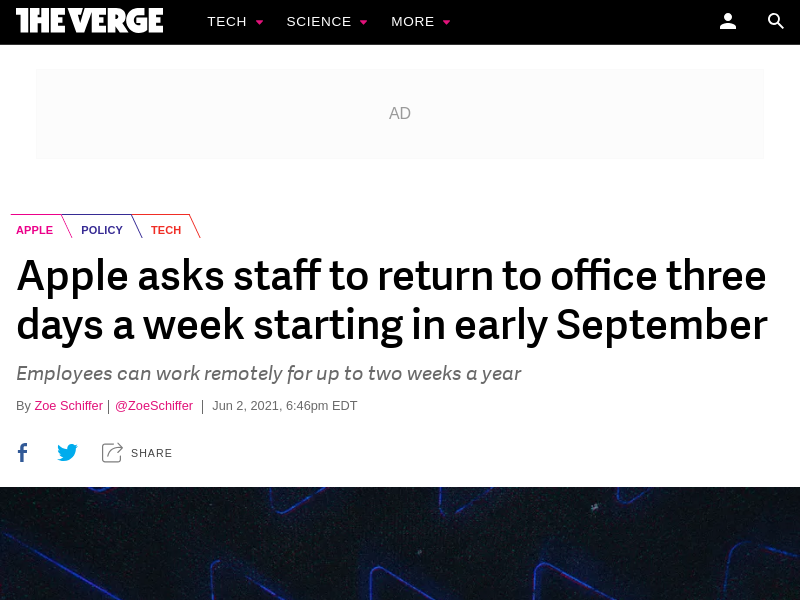 THE VERGE TECH SCIENCE MORE
AD
APPLE POLICY TECH
Apple asks staff to return to office three
days a week starting in early September
Employees can work remotely for up to two weeks a year
By Zoe Schiffer | @ZoeSchiffer | Jun 2, 2021, 6:46pm EDT
SHARE